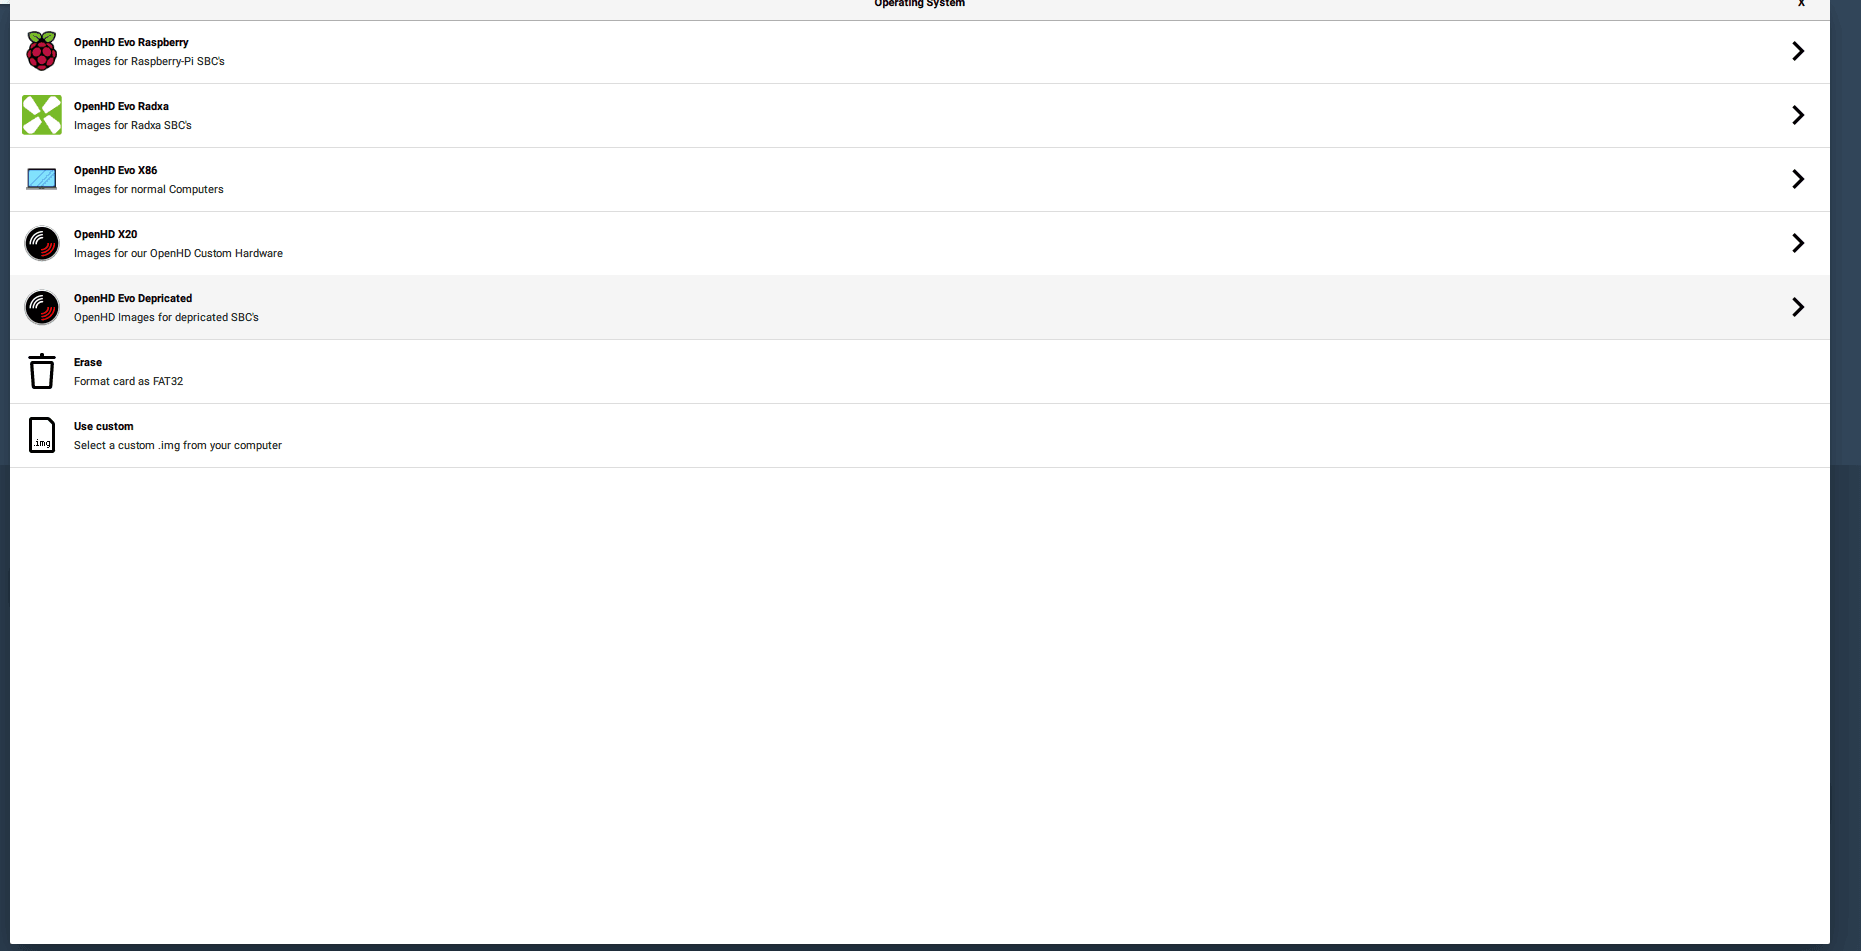 Operating System
X
OpenHD Evo Raspberry
Images for Raspberry-Pi SBC's
OpenHD Evo Radxa
Images for Radxa SBC's
OpenHD Evo X86
Images for normal Computers
OpenHD X20
Images for our OpenHD Custom Hardware
OpenHD Evo Depricated
OpenHD Images for depricated SBC's
Erase
Format card as FAT32
.img
Use custom
Select a custom .img from your computer